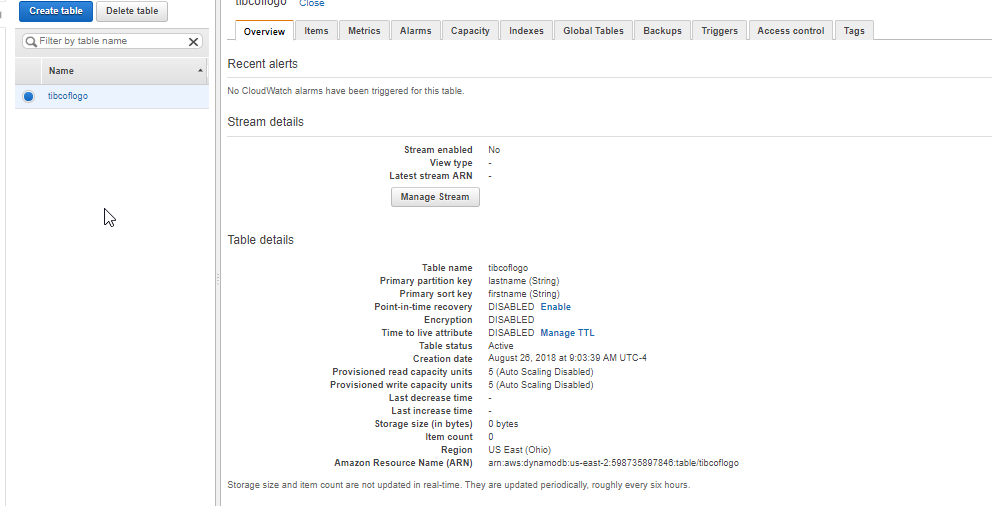 Create table Delete table
Filter by table name
Name
tibcoflogo
tibcoflogo Close
Overview Items Metrics Alarms Capacity Indexes Global Tables Backups Triggers Access control Tags
Recent alerts
No CloudWatch alarms have been triggered for this table.
Stream details
Stream enabled No
View type -
Latest stream ARN -
Manage Stream
Table details
Table name tibcoflogo
Primary partition key lastname (String)
Primary sort key firstname (String)
Point-in-time recovery DISABLED Enable
Encryption DISABLED
Time to live attribute DISABLED Manage TTL
Table status Active
Creation date August 26, 2018 at 9:03:39 AM UTC-4
Provisioned read capacity units 5 (Auto Scaling Disabled)
Provisioned write capacity units 5 (Auto Scaling Disabled)
Last decrease time -
Last increase time -
Storage size (in bytes) 0 bytes
Item count 0
Region US East (Ohio)
Amazon Resource Name (ARN) arn:aws:dynamodb:us-east-2:598735897846:table/tibcoflogo
Storage size and item count are not updated in real-time. They are updated periodically, roughly every six hours.